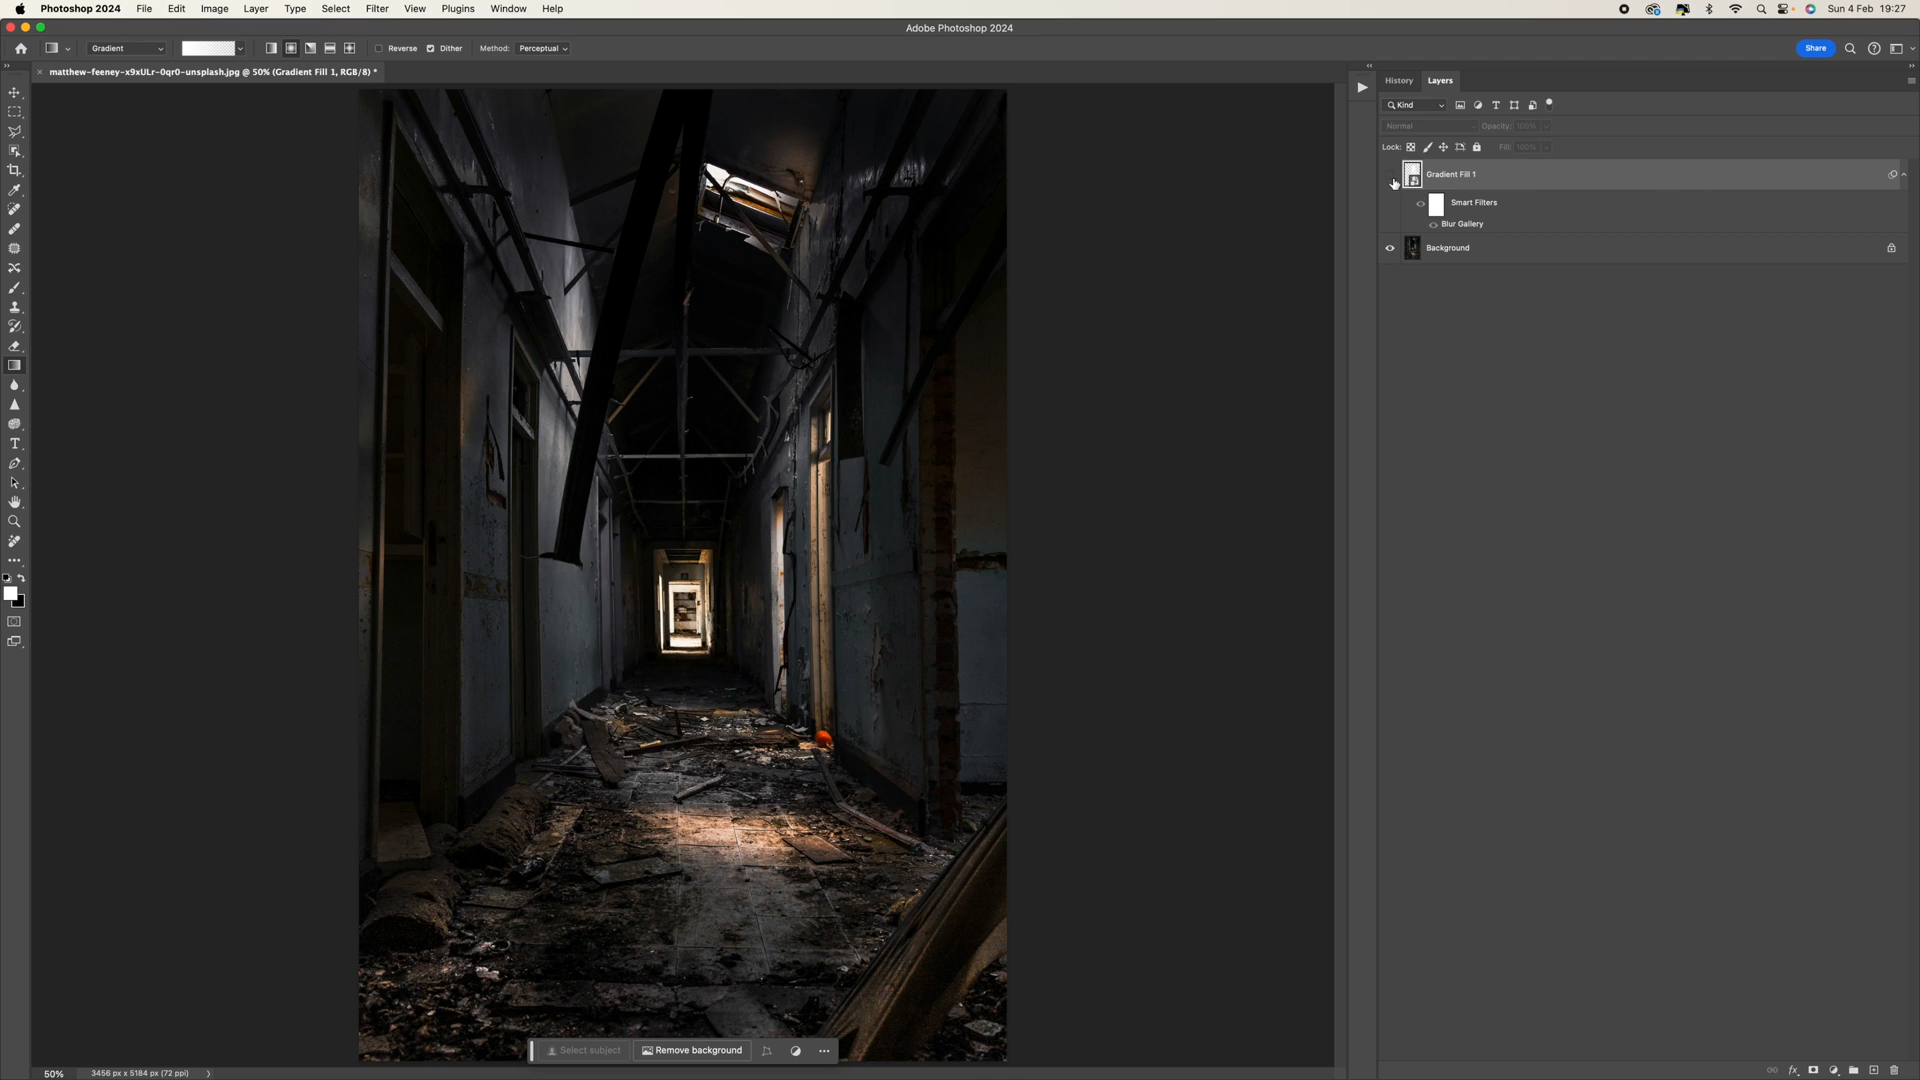 Photoshop 2024 File Edit Image Layer Type Select Filter View Plugins Window Help Sun 4 Feb 19:27
Adobe Photoshop 2024
Gradient Reverse Dither Method: Perceptual Share
matthew-feeney-x9xULr-0qr0-unsplash.jpg @ 50% (Gradient Fill 1, RGB/8) *
History Layers
Kind
Normal Opacity: 100%
Lock: Fill: 100%
Gradient Fill 1
Smart Filters
Blur Gallery
Background
Select subject Remove background
50% 3456 px x 5184 px (72 ppi)